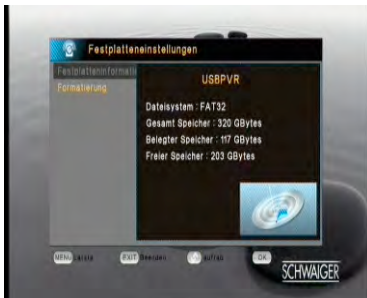 Festplatteneinstellungen
Festplatteninformati
Formatierung
USBPVR
Dateisystem : FAT32
Gesamt Speicher : 320 GBytes
Belegter Speicher : 117 GBytes
Freier Speicher : 203 GBytes
MENU
EXIT Beenden
OK
SCHWAIGER